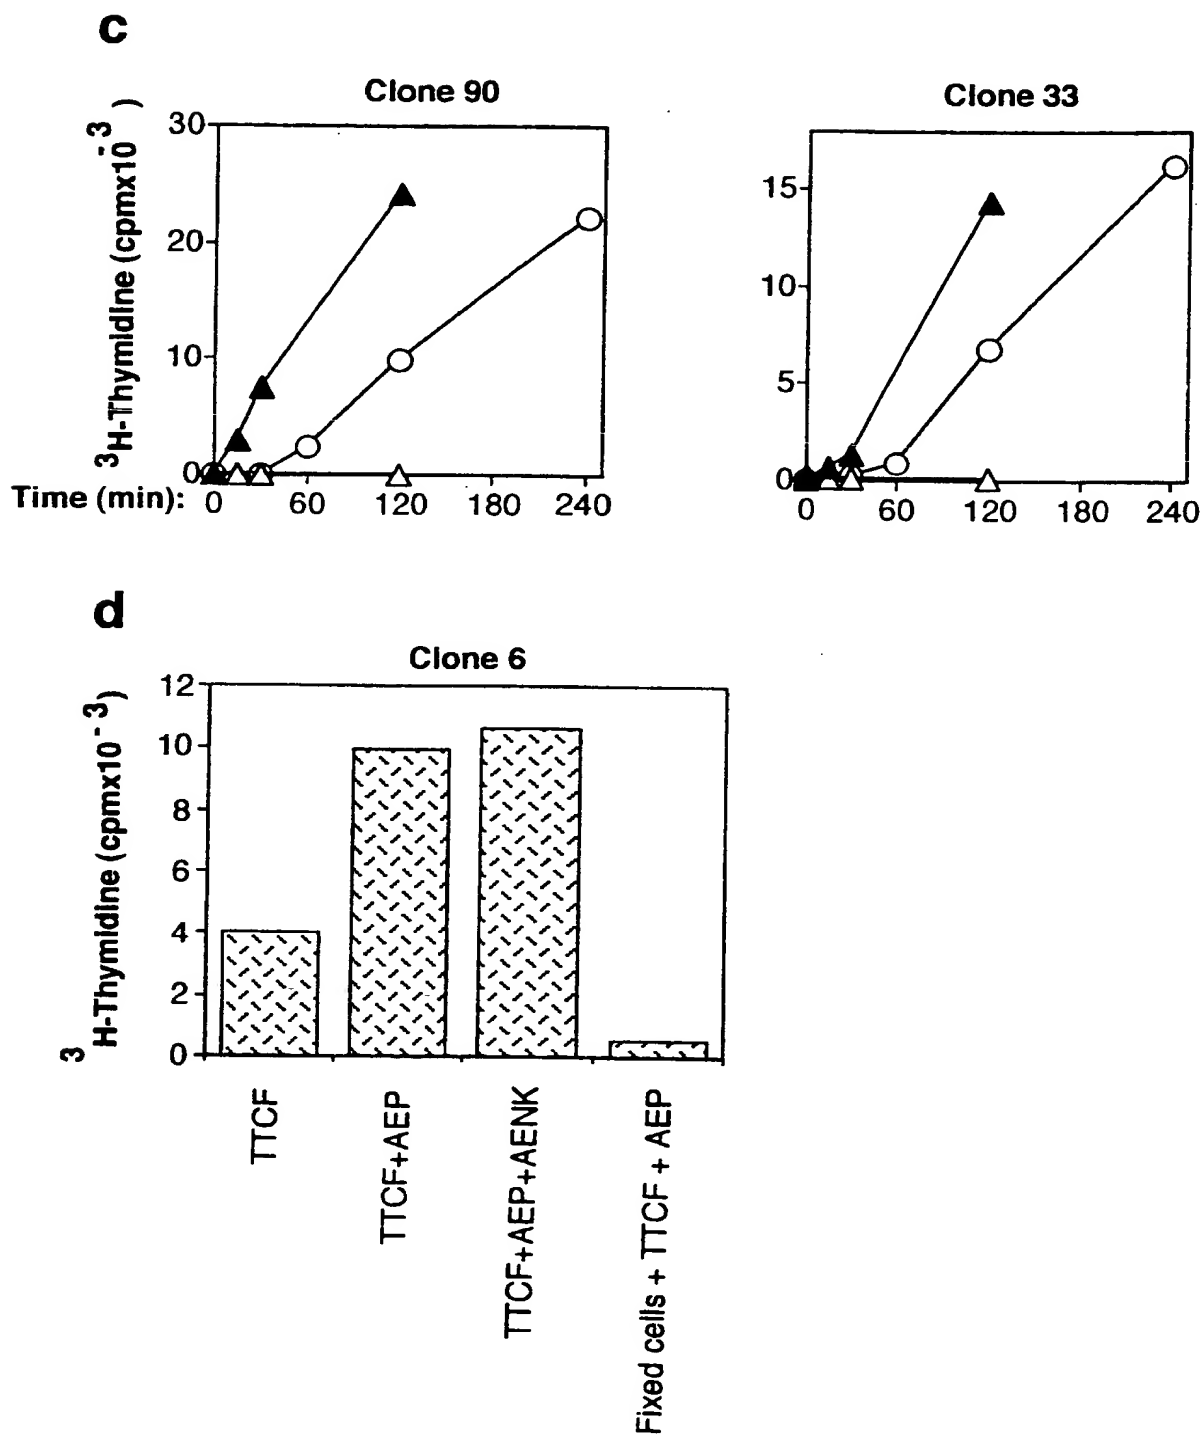 c
Clone 90
Clone 33
³H-Thymidine (cpmx10⁻³)
30
20
10
0
Time (min):
0 60 120 180 240
15
10
5
0
0 60 120 180 240
d
Clone 6
³H-Thymidine (cpmx10⁻³)
12
10
8
6
4
2
0
TTCF
TTCF+AEP
TTCF+AEP+AENK
Fixed cells + TTCF + AEP